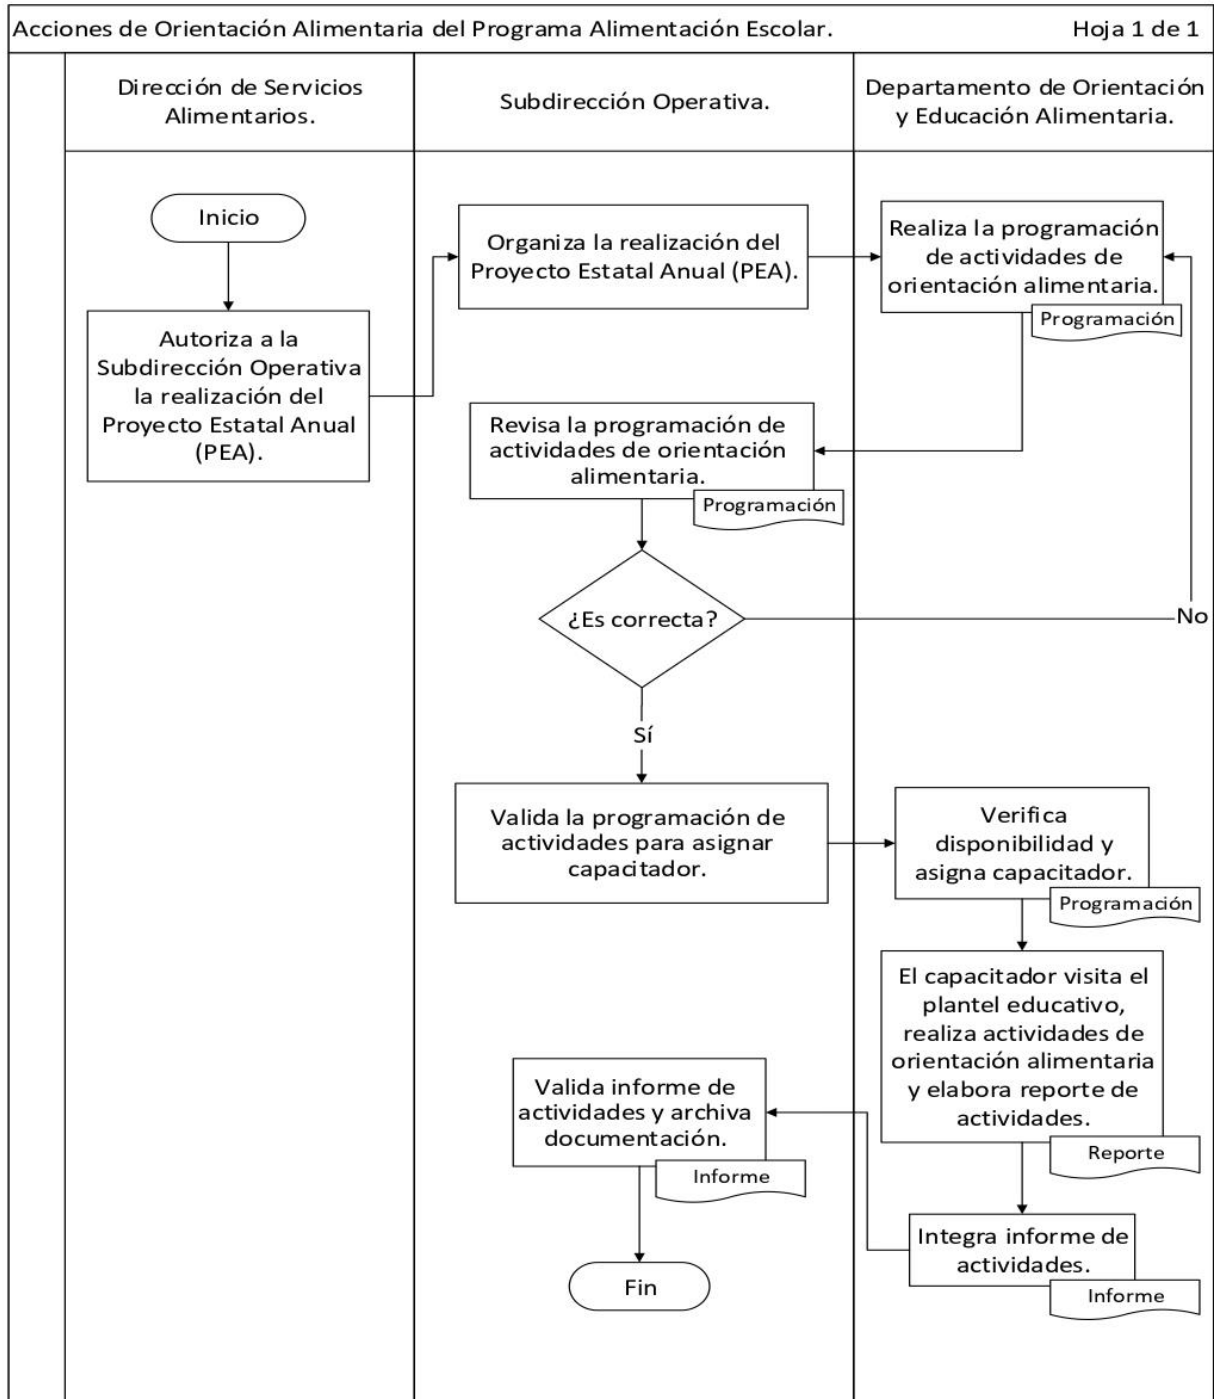 Acciones de Orientación Alimentaria del Programa Alimentación Escolar.
Hoja 1 de 1
Dirección de Servicios
Alimentarios.
Subdirección Operativa.
Departamento de Orientación
y Educación Alimentaria.
Inicio
Autoriza a la
Subdirección Operativa
la realización del
Proyecto Estatal Anual
(PEA).
Organiza la realización del
Proyecto Estatal Anual (PEA).
Realiza la programación
de actividades de
orientación alimentaria.
Programación
Revisa la programación de
actividades de orientación
alimentaria.
Programación
¿Es correcta?
No
Sí
Valida la programación de
actividades para asignar
capacitador.
Verifica
disponibilidad y
asigna capacitador.
Programación
El capacitador visita el
plantel educativo,
realiza actividades de
orientación alimentaria
y elabora reporte de
actividades.
Reporte
Integra informe de
actividades.
Informe
Valida informe de
actividades y archiva
documentación.
Informe
Fin